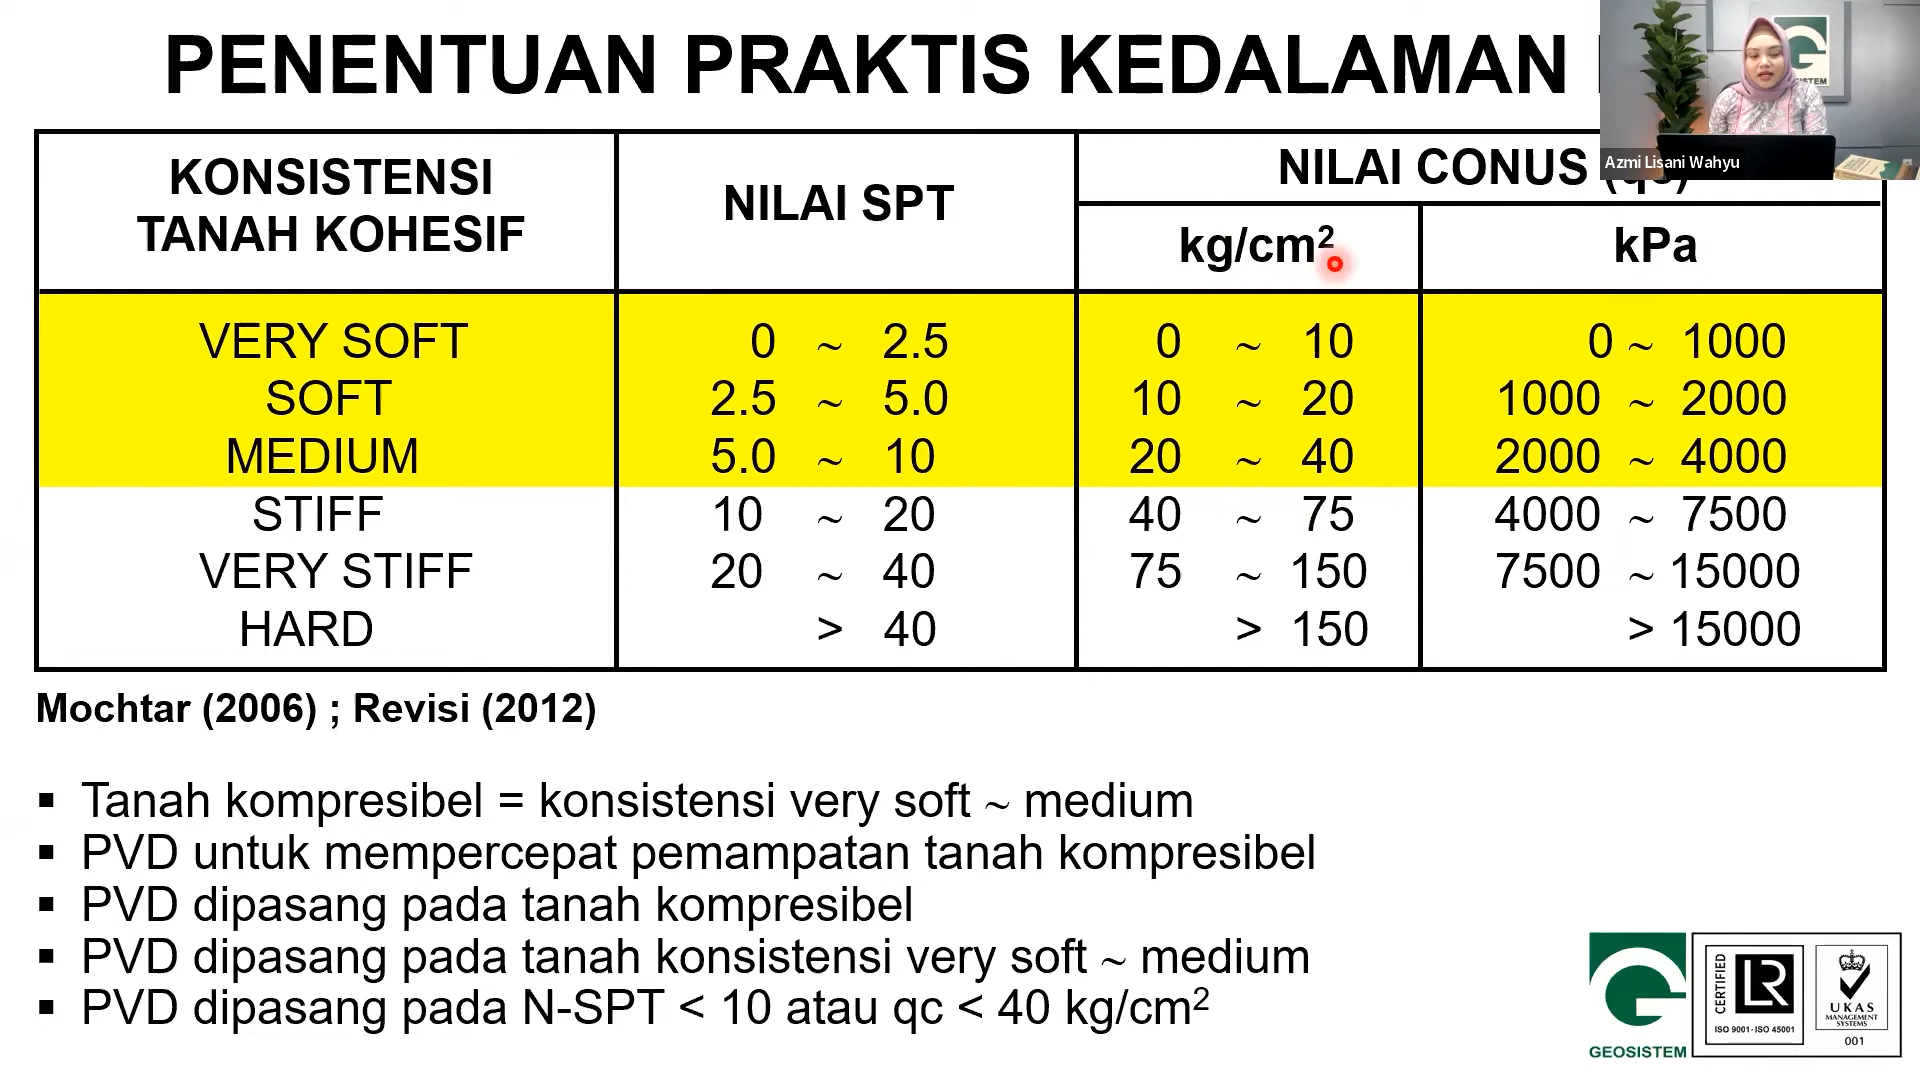 PENENTUAN PRAKTIS KEDALAMAN
STEM
Azmi Lisani Wahyu
KONSISTENSI TANAH KOHESIF NILAI SPT NILAI CONUS
kg/cm² kPa
VERY SOFT 0 ~ 2.5 0 ~ 10 0 ~ 1000
SOFT 2.5 ~ 5.0 10 ~ 20 1000 ~ 2000
MEDIUM 5.0 ~ 10 20 ~ 40 2000 ~ 4000
STIFF 10 ~ 20 40 ~ 75 4000 ~ 7500
VERY STIFF 20 ~ 40 75 ~ 150 7500 ~ 15000
HARD > 40 > 150 > 15000
Mochtar (2006) ; Revisi (2012)
▪ Tanah kompresibel = konsistensi very soft ~ medium
▪ PVD untuk mempercepat pemampatan tanah kompresibel
▪ PVD dipasang pada tanah kompresibel
▪ PVD dipasang pada tanah konsistensi very soft ~ medium
▪ PVD dipasang pada N-SPT < 10 atau qc < 40 kg/cm²
GEOSISTEM
CERTIFIED
LR
ISO 9001 · ISO 45001
UKAS
MANAGEMENT
SYSTEMS
001